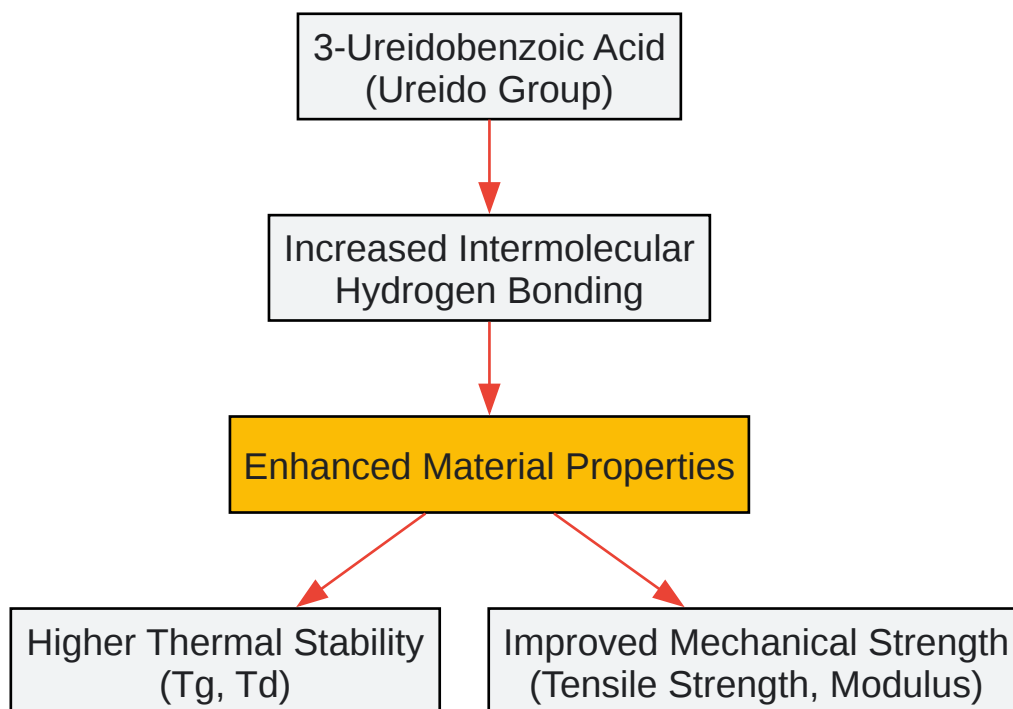 3-Ureidobenzoic Acid
(Ureido Group)
Increased Intermolecular
Hydrogen Bonding
Enhanced Material Properties
Higher Thermal Stability
(Tg, Td)
Improved Mechanical Strength
(Tensile Strength, Modulus)